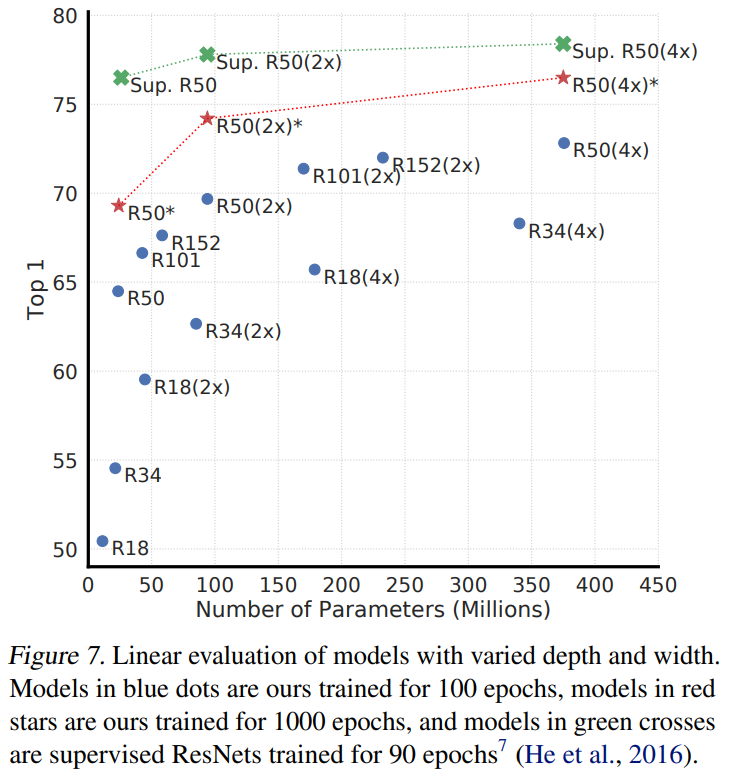 80
75
70
65
60
55
50
Top 1
Sup. R50
Sup. R50(2x)
Sup. R50(4x)
R50(4x)*
R50(2x)*
R50(4x)
R152(2x)
R101(2x)
R50(2x)
R50*
R34(4x)
R152
R101
R18(4x)
R50
R34(2x)
R18(2x)
R34
R18
0 50 100 150 200 250 300 350 400 450
Number of Parameters (Millions)
Figure 7. Linear evaluation of models with varied depth and width.
Models in blue dots are ours trained for 100 epochs, models in red
stars are ours trained for 1000 epochs, and models in green crosses
are supervised ResNets trained for 90 epochs⁷ (He et al., 2016).